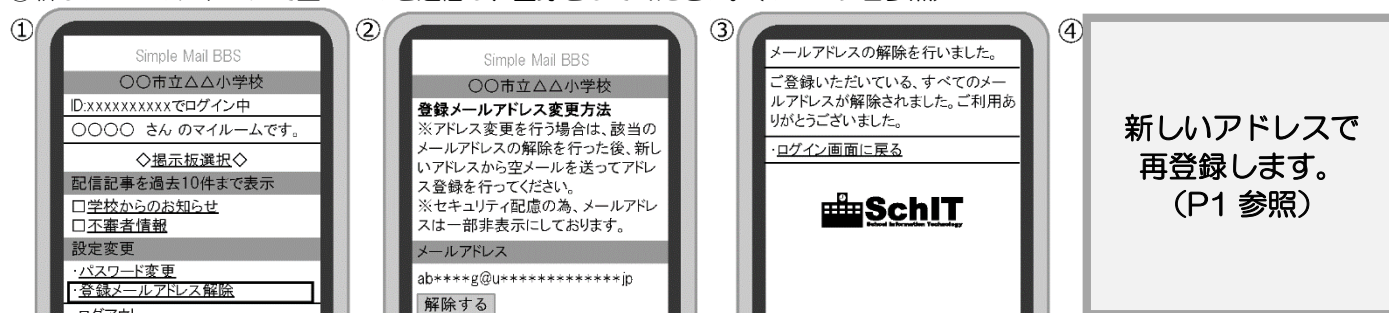 ①
Simple Mail BBS
〇〇市立△△小学校
ID:xxxxxxxxxxでログイン中
〇〇〇〇 さん のマイルームです。
◇掲示板選択◇
配信記事を過去10件まで表示
□学校からのお知らせ
□不審者情報
設定変更
・パスワード変更
・登録メールアドレス解除
②
Simple Mail BBS
〇〇市立△△小学校
登録メールアドレス変更方法
※アドレス変更を行う場合は、該当の
メールアドレスの解除を行った後、新し
いアドレスから空メールを送ってアドレ
ス登録を行ってください。
※セキュリティ配慮の為、メールアドレ
スは一部非表示にしております。
メールアドレス
ab****g@u*************jp
解除する
③
メールアドレスの解除を行いました。
ご登録いただいている、すべてのメー
ルアドレスが解除されました。ご利用あ
りがとうございました。
・ログイン画面に戻る
SchIT
School Information Technology
④
新しいアドレスで
再登録します。
（P1 参照）